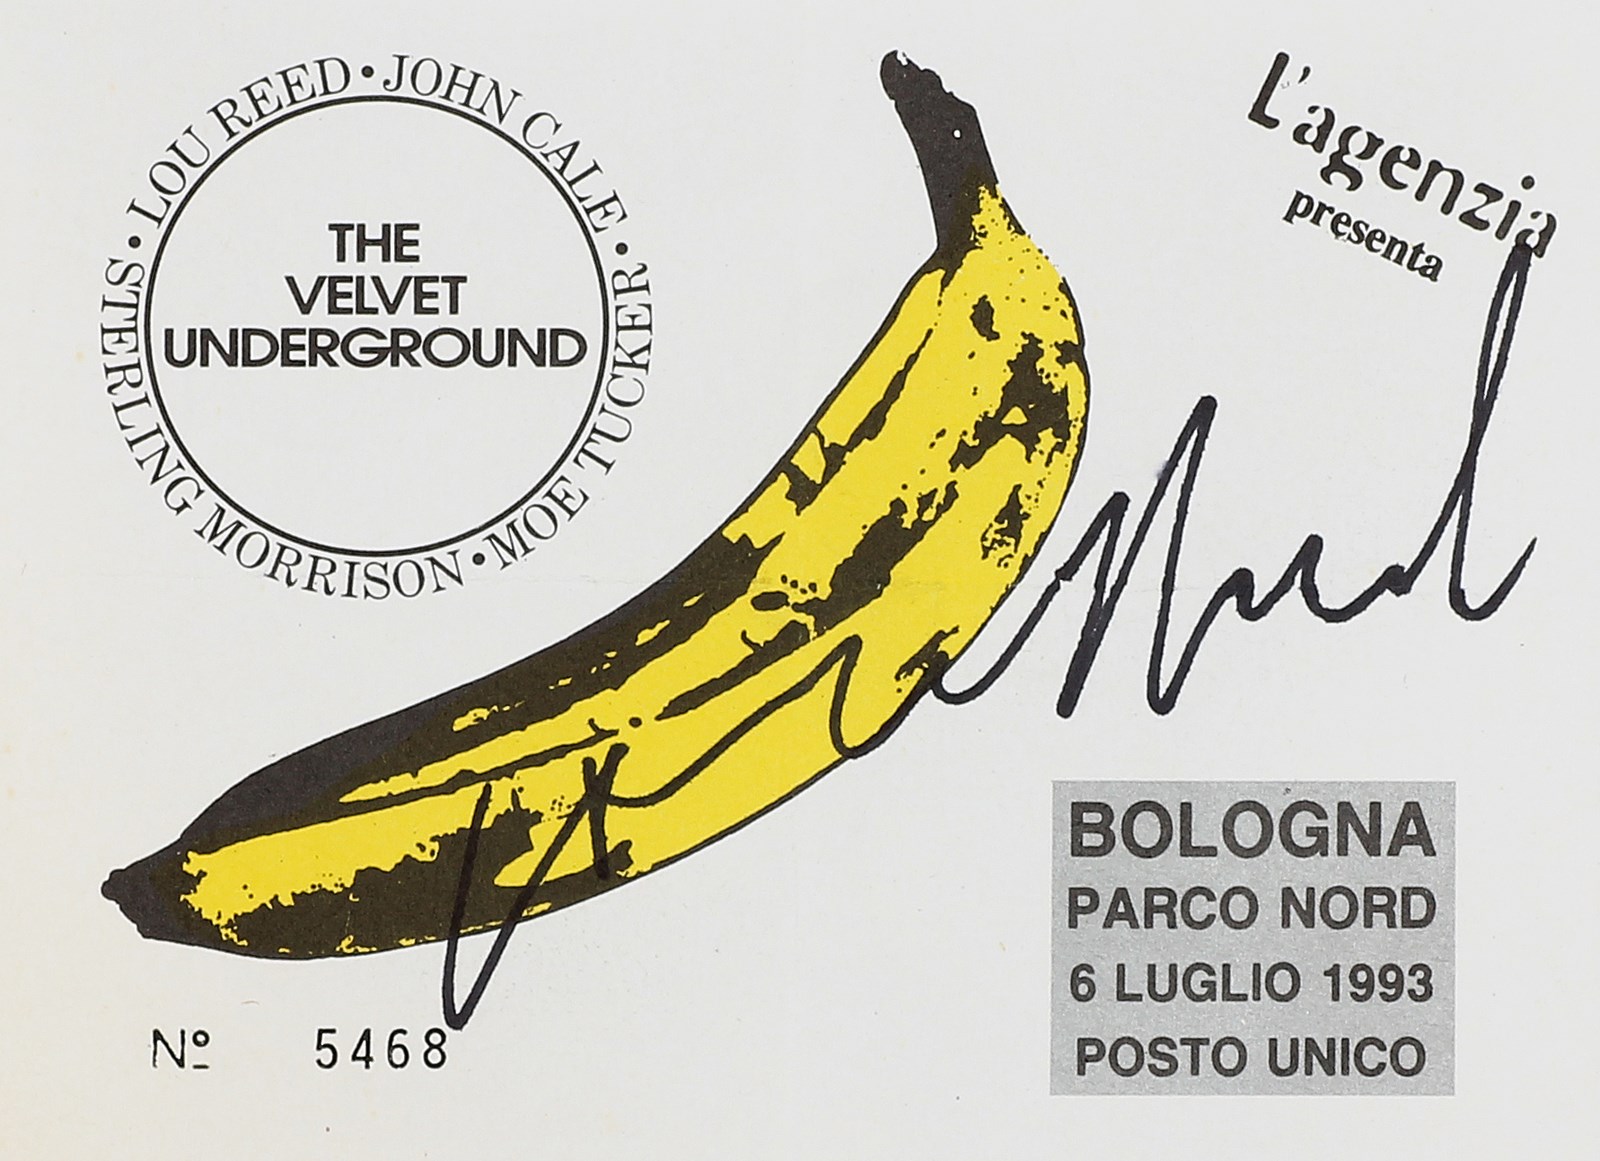 LOU REED • JOHN CALE • MOE TUCKER • STERRLING MORRISON •
THE
VELVET
UNDERGROUND
L'agenzia
presenta
BOLOGNA
PARCO NORD
6 LUGLIO 1993
POSTO UNICO
Nº 5468